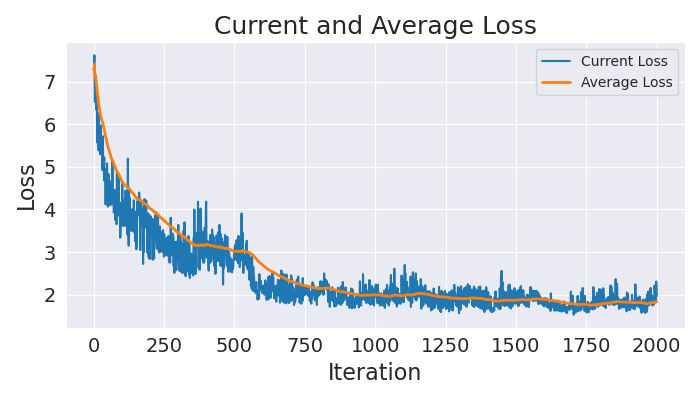 Current and Average Loss
Current Loss
Average Loss
Loss
7
6
5
4
3
2
0 250 500 750 1000 1250 1500 1750 2000
Iteration